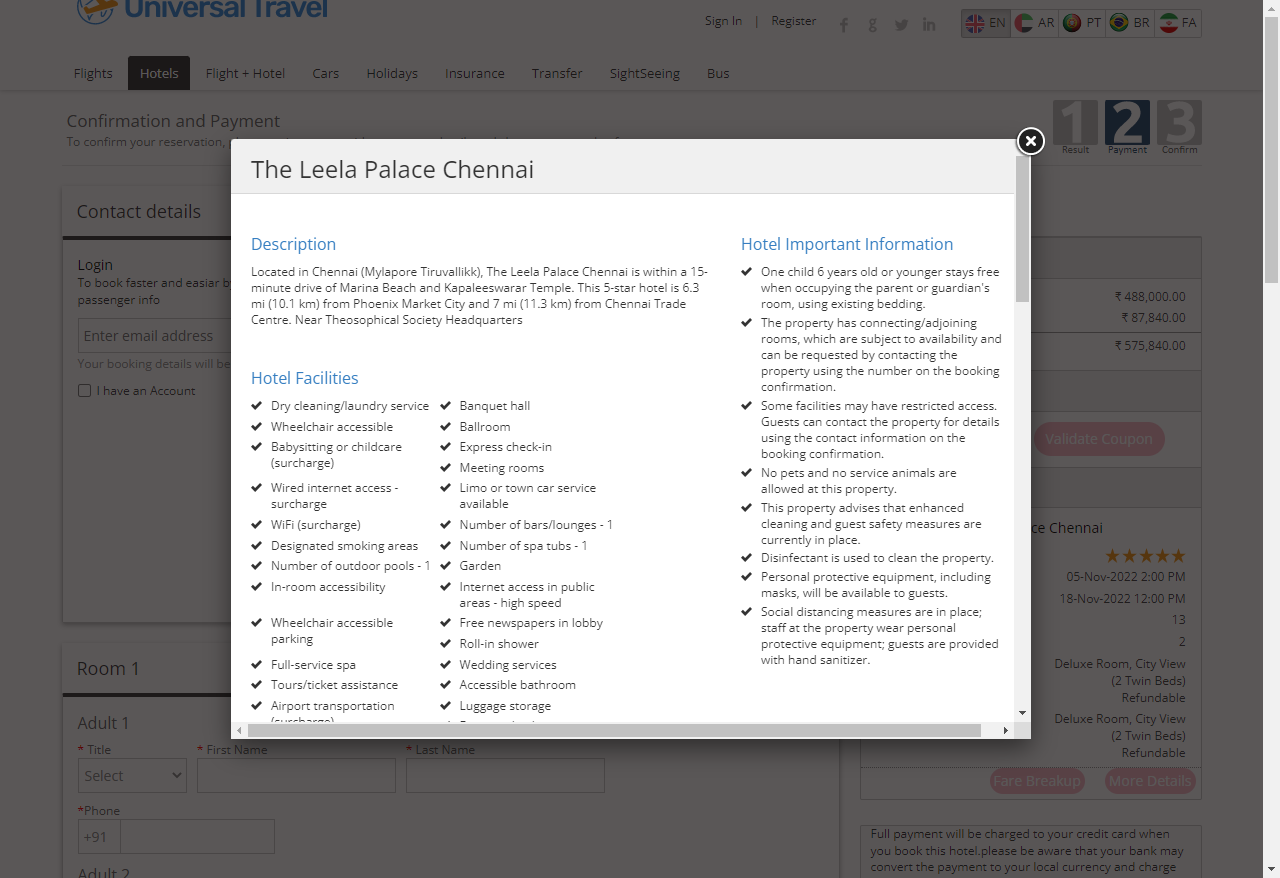 Universal Travel
Sign In | Register
EN AR PT BR FA
Flights Hotels Flight + Hotel Cars Holidays Insurance Transfer SightSeeing Bus
Confirmation and Payment
To confirm your reservation,
1 2 3
Result Payment Confirm
The Leela Palace Chennai
Contact details
Login
To book faster and easiar b
passenger info
Enter email address
Your booking details will be
I have an Account
Description
Located in Chennai (Mylapore Tiruvallikk), The Leela Palace Chennai is within a 15-
minute drive of Marina Beach and Kapaleeswarar Temple. This 5-star hotel is 6.3
mi (10.1 km) from Phoenix Market City and 7 mi (11.3 km) from Chennai Trade
Centre. Near Theosophical Society Headquarters
Hotel Facilities
Dry cleaning/laundry service
Wheelchair accessible
Babysitting or childcare
(surcharge)
Wired internet access -
surcharge
WiFi (surcharge)
Designated smoking areas
Number of outdoor pools - 1
In-room accessibility
Wheelchair accessible
parking
Full-service spa
Tours/ticket assistance
Airport transportation
(surcharge)
Banquet hall
Ballroom
Express check-in
Meeting rooms
Limo or town car service
available
Number of bars/lounges - 1
Number of spa tubs - 1
Garden
Internet access in public
areas - high speed
Free newspapers in lobby
Roll-in shower
Wedding services
Accessible bathroom
Luggage storage
Hotel Important Information
One child 6 years old or younger stays free
when occupying the parent or guardian's
room, using existing bedding.
The property has connecting/adjoining
rooms, which are subject to availability and
can be requested by contacting the
property using the number on the booking
confirmation.
Some facilities may have restricted access.
Guests can contact the property for details
using the contact information on the
booking confirmation.
No pets and no service animals are
allowed at this property.
This property advises that enhanced
cleaning and guest safety measures are
currently in place.
Disinfectant is used to clean the property.
Personal protective equipment, including
masks, will be available to guests.
Social distancing measures are in place;
staff at the property wear personal
protective equipment; guests are provided
with hand sanitizer.
₹ 488,000.00
₹ 87,840.00
₹ 575,840.00
Validate Coupon
ce Chennai
05-Nov-2022 2:00 PM
18-Nov-2022 12:00 PM
13
2
Deluxe Room, City View
(2 Twin Beds)
Refundable
Deluxe Room, City View
(2 Twin Beds)
Refundable
Fare Breakup More Details
Room 1
Adult 1
* Title * First Name * Last Name
Select
*Phone
+91
Adult 2
Full payment will be charged to your credit card when
you book this hotel.please be aware that your bank may
convert the payment to your local currency and charge